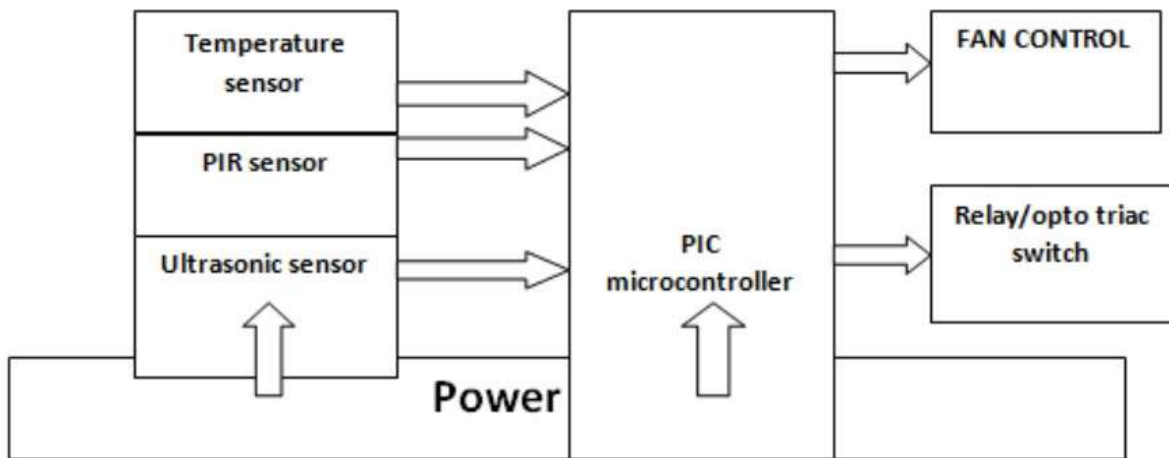 Temperature
sensor
PIR sensor
Ultrasonic sensor
PIC
microcontroller
FAN CONTROL
Relay/opto triac
switch
Power